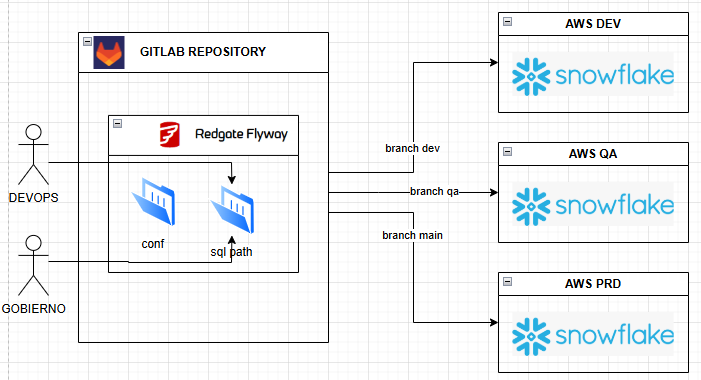 GITLAB REPOSITORY
Redgate Flyway
DEVOPS
conf
sql path
GOBIERNO
branch dev
branch qa
branch main
AWS DEV
snowflake
AWS QA
snowflake
AWS PRD
snowflake